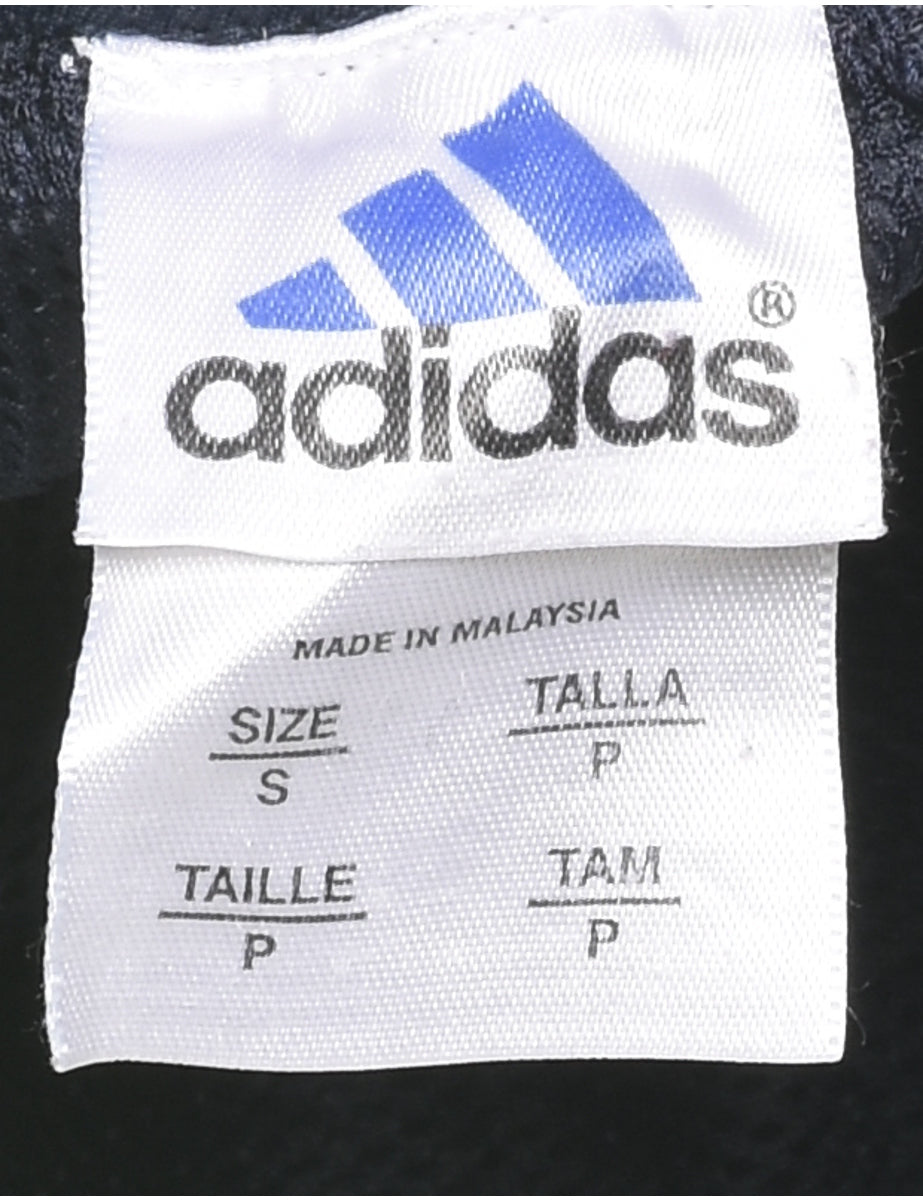 adidas®
MADE IN MALAYSIA
SIZE TALLA
S P
TAILLE TAM
P P